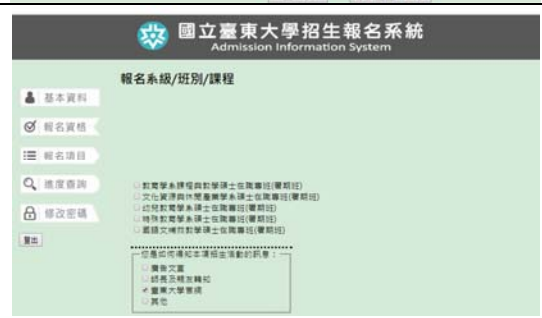 國立臺東大學招生報名系統
Admission Information System
報名系級/班別/課程
基本資料
報名資格
報名項目
進度查詢
修改密碼
登出
教育學系課程與教學碩士在職專班(暑期班)
文化資源與休閒產業學系碩士在職專班(暑期班)
幼兒教育學系碩士在職專班(暑期班)
特殊教育學系碩士在職專班(暑期班)
國語文補救教學碩士在職專班(暑期班)
您是如何得知本項招生活動的訊息：
廣告文宣
師長及親友轉知
臺東大學官網
其他